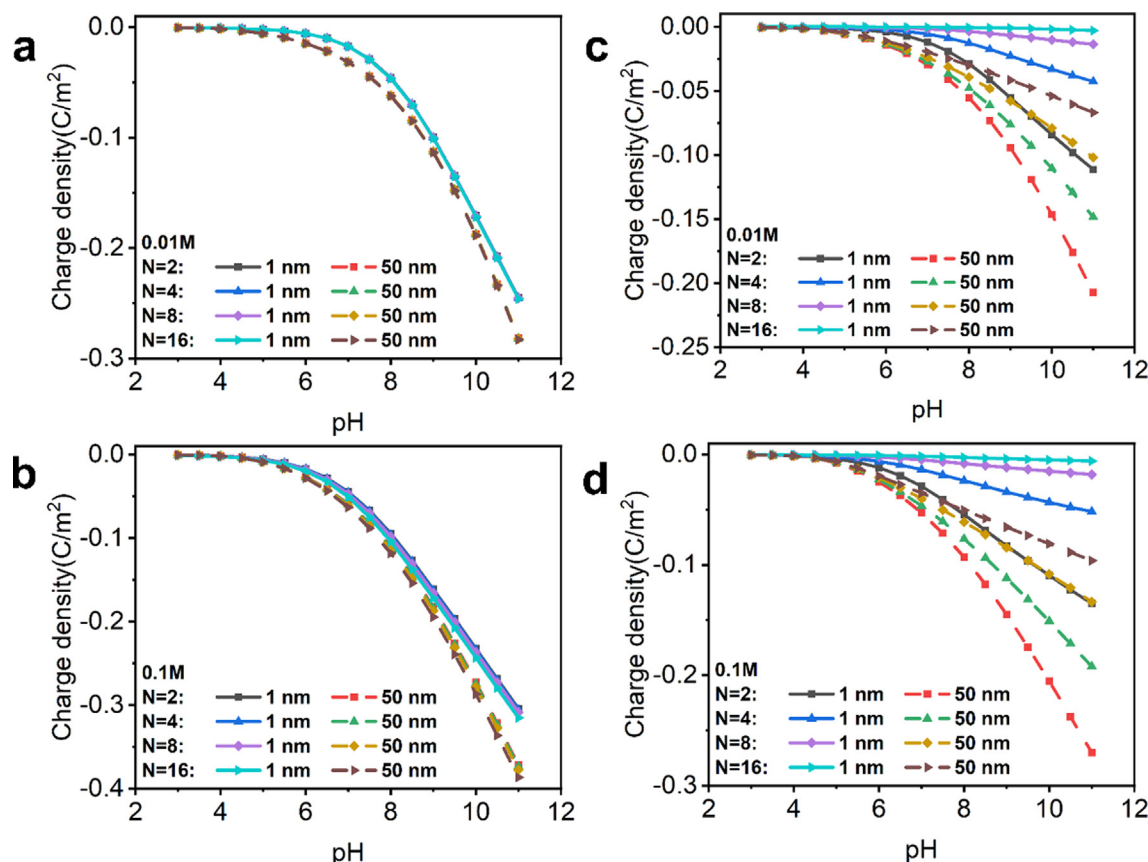 a
0.00
-0.1
-0.2
-0.3
Charge density(C/m²)
0.01M
N=2: 1 nm 50 nm
N=4: 1 nm 50 nm
N=8: 1 nm 50 nm
N=16: 1 nm 50 nm
2 4 6 8 10 12
pH
c
0.00
-0.05
-0.10
-0.15
-0.20
-0.25
Charge density(C/m²)
0.01M
N=2: 1 nm 50 nm
N=4: 1 nm 50 nm
N=8: 1 nm 50 nm
N=16: 1 nm 50 nm
2 4 6 8 10 12
pH
b
0.0
-0.1
-0.2
-0.3
-0.4
Charge density(C/m²)
0.1M
N=2: 1 nm 50 nm
N=4: 1 nm 50 nm
N=8: 1 nm 50 nm
N=16: 1 nm 50 nm
2 4 6 8 10 12
pH
d
0.0
-0.1
-0.2
-0.3
Charge density(C/m²)
0.1M
N=2: 1 nm 50 nm
N=4: 1 nm 50 nm
N=8: 1 nm 50 nm
N=16: 1 nm 50 nm
2 4 6 8 10 12
pH